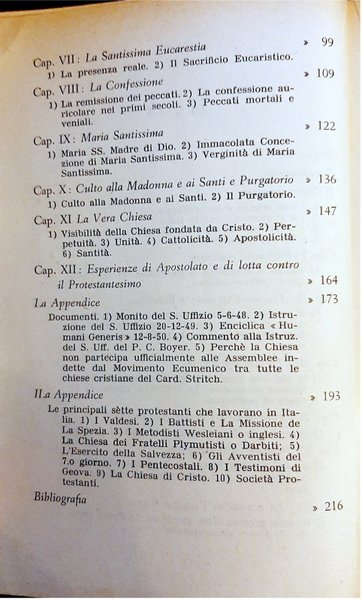 Cap. VII: La Santissima Eucarestia » 99
1) La presenza reale. 2) Il Sacrificio Eucaristico.
Cap. VIII: La Confessione » 109
1) La remissione dei peccati. 2) La confessione au-
ricolare nei primi secoli. 3) Peccati mortali e
veniali.
Cap. IX: Maria Santissima » 122
1) Maria SS. Madre di Dio. 2) Immacolata Conce-
zione di Maria Santissima. 3) Verginità di Maria
Santissima.
Cap. X: Culto alla Madonna e ai Santi e Purgatorio » 136
1) Culto alla Madonna e ai Santi. 2) Il Purgatorio.
Cap. XI La Vera Chiesa » 147
1) Visibilità della Chiesa fondata da Cristo. 2) Per-
petuità. 3) Unità. 4) Cattolicità. 5) Apostolicità.
6) Santità.
Cap. XII: Esperienze di Apostolato e di lotta contro
il Protestantesimo » 164
I.a Appendice » 173
Documenti. 1) Monito del S. Uffizio 5-6-48. 2) Istru-
zione del S. Uffizio 20-12-49. 3) Enciclica « Hu-
mani Generis » 12-8-50. 4) Commento alla Istruz.
del S. Uff. del P. C. Boyer. 5) Perchè la Chiesa
non partecipa ufficialmente alle Assemblee in-
dette dal Movimento Ecumenico tra tutte le
chiese cristiane del Card. Stritch.
II.a Appendice » 193
Le principali sètte protestanti che lavorano in Ita-
lia. 1) I Valdesi. 2) I Battisti e La Missione de
La Spezia. 3) I Metodisti Wesleiani o inglesi. 4)
La Chiesa dei Fratelli Plymutisti o Darbiti; 5)
L'Esercito della Salvezza; 6) Gli Avventisti del
7.o giorno. 7) I Pentecostali. 8) I Testimoni di
Geova. 9) La Chiesa di Cristo. 10) Società Pro-
testanti.
Bibliografia » 216